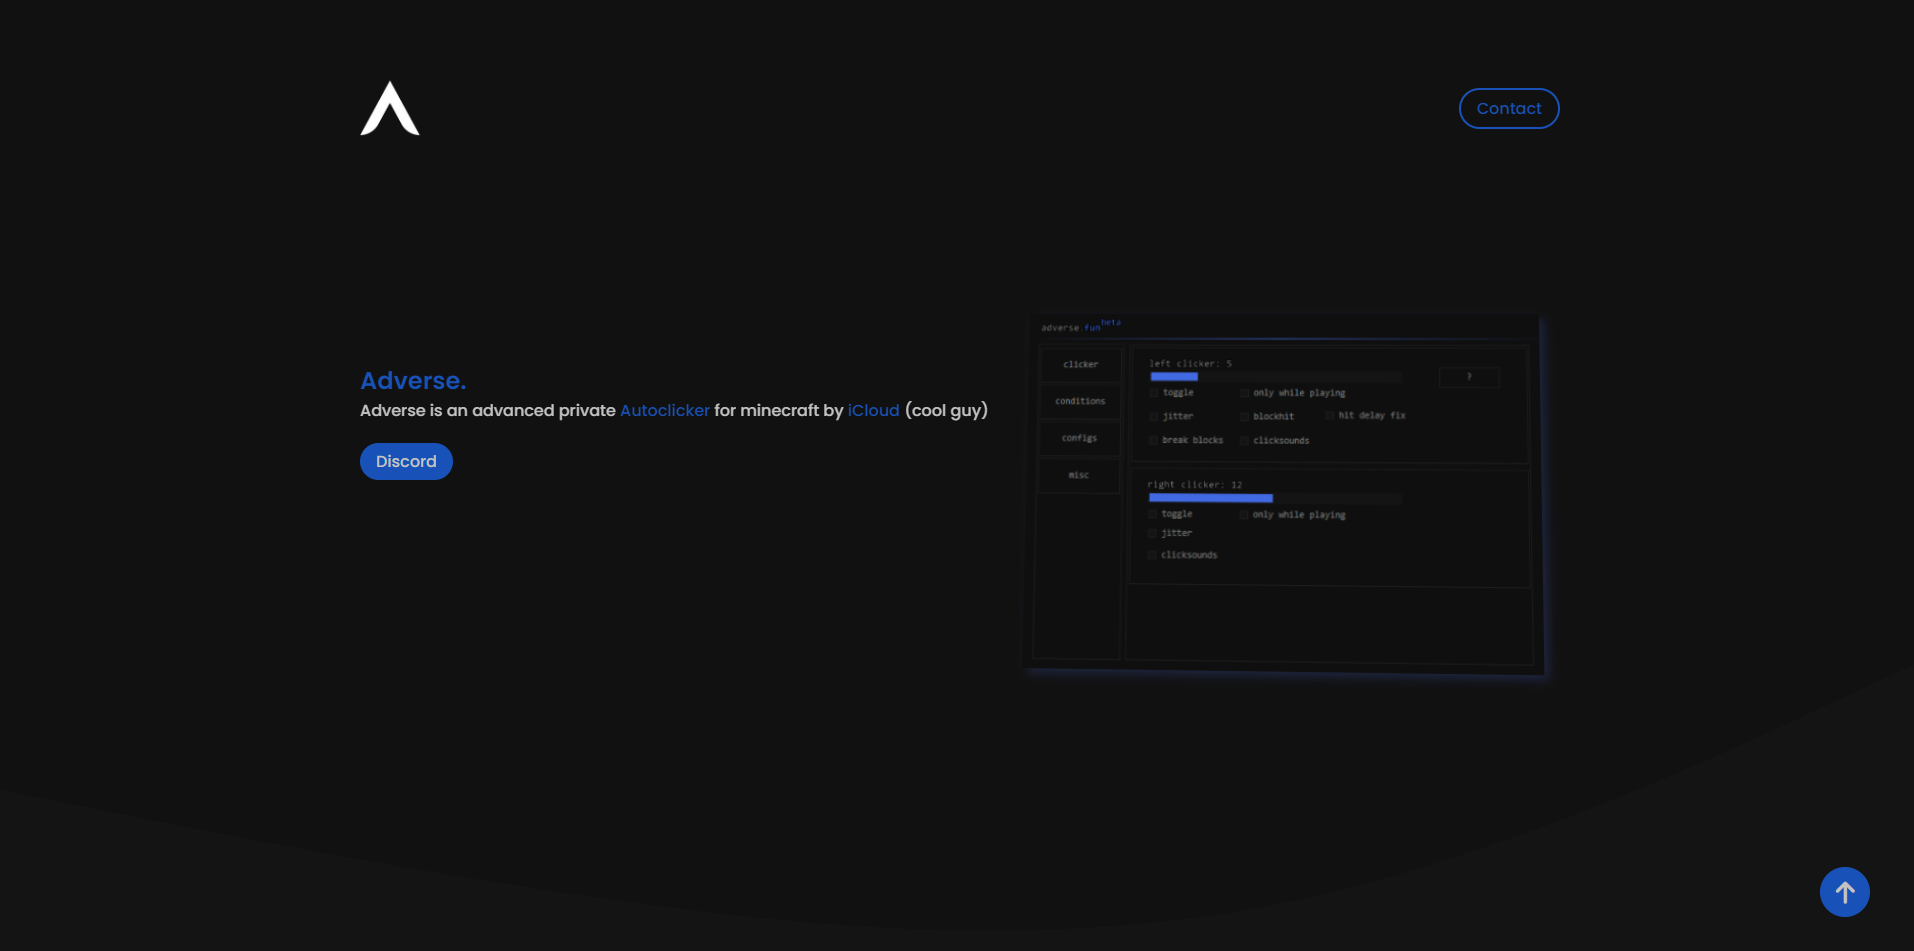 Contact
Adverse.
Adverse is an advanced private Autoclicker for minecraft by iCloud (cool guy)
Discord
adverse.fun beta
clicker
conditions
configs
misc
left clicker: 5
?
toggle only while playing
jitter blockhit hit delay fix
break blocks clicksounds
right clicker: 12
toggle only while playing
jitter
clicksounds